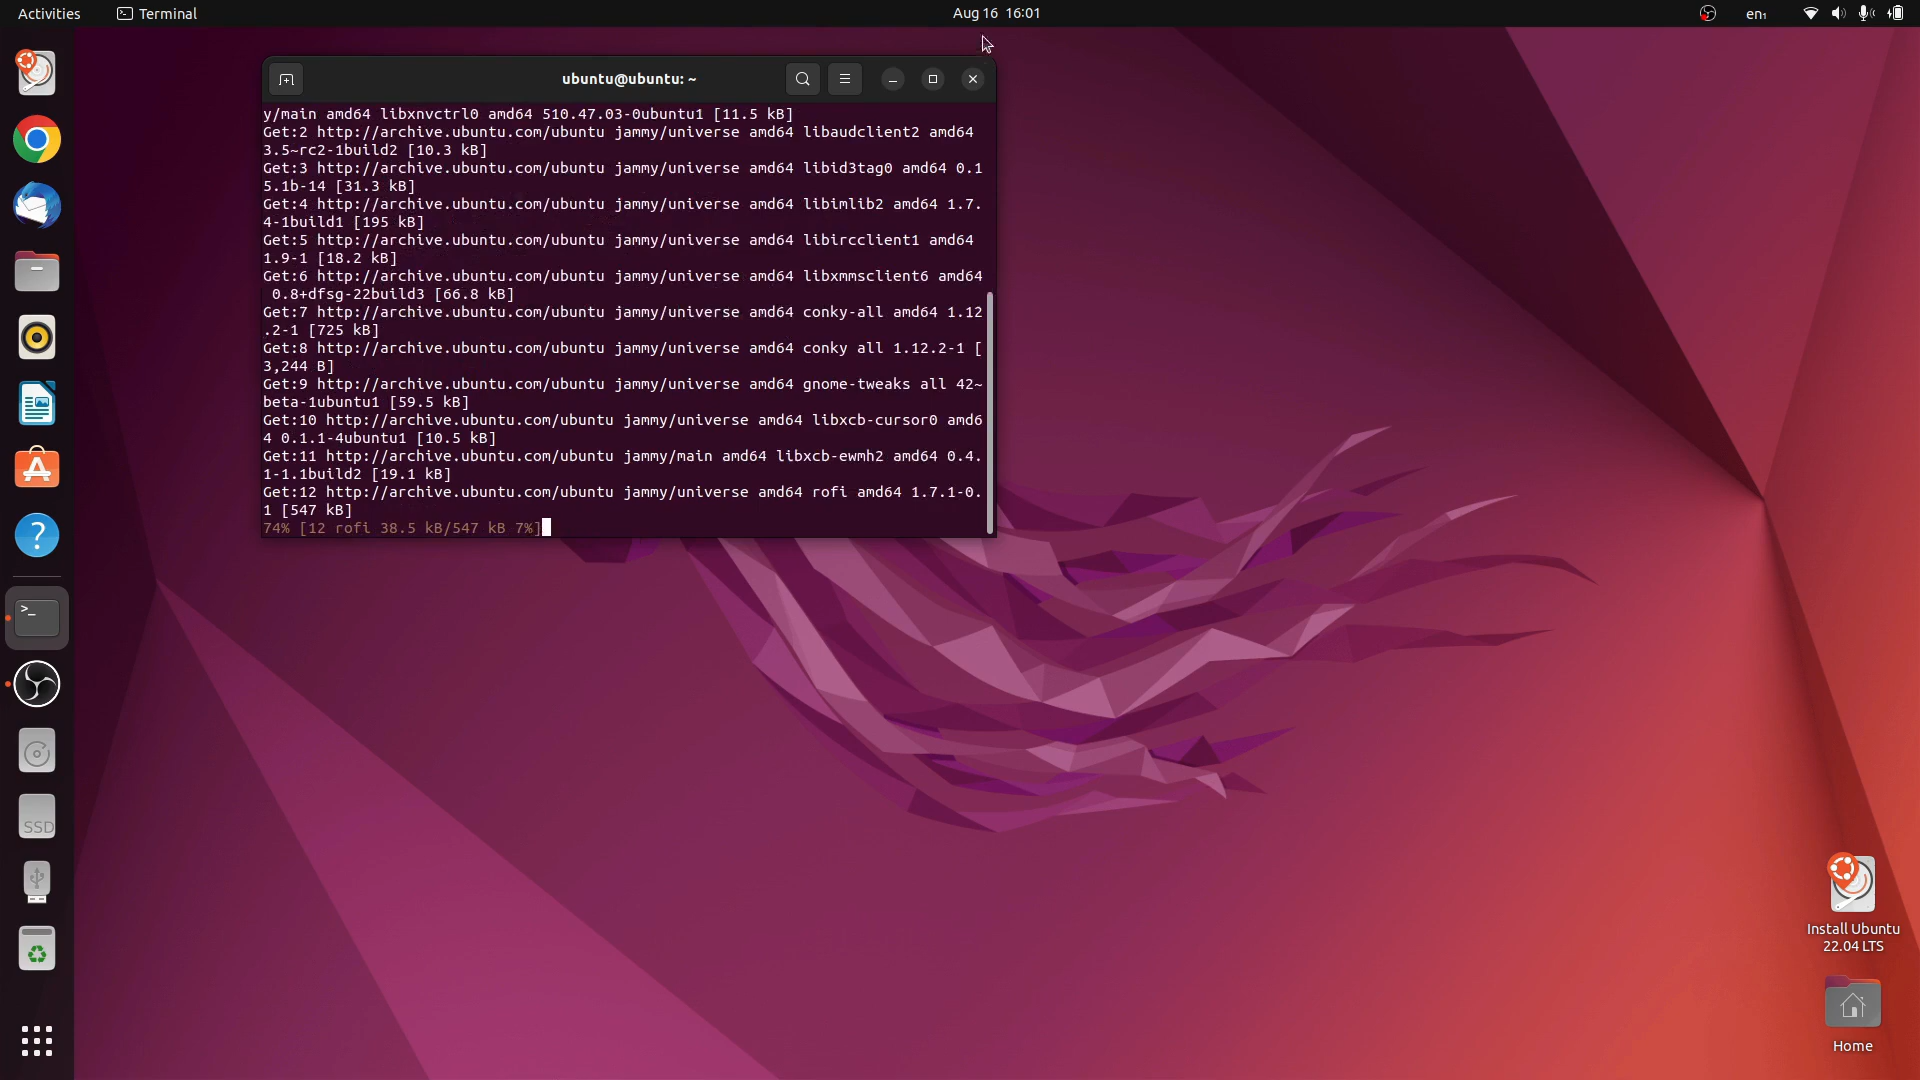 Activities
Terminal
Aug 16 16:01
en₁
ubuntu@ubuntu: ~
y/main amd64 libxnvctrl0 amd64 510.47.03-0ubuntu1 [11.5 kB]
Get:2 http://archive.ubuntu.com/ubuntu jammy/universe amd64 libaudclient2 amd64
3.5~rc2-1build2 [10.3 kB]
Get:3 http://archive.ubuntu.com/ubuntu jammy/universe amd64 libid3tag0 amd64 0.1
5.1b-14 [31.3 kB]
Get:4 http://archive.ubuntu.com/ubuntu jammy/universe amd64 libimlib2 amd64 1.7.
4-1build1 [195 kB]
Get:5 http://archive.ubuntu.com/ubuntu jammy/universe amd64 libircclient1 amd64
1.9-1 [18.2 kB]
Get:6 http://archive.ubuntu.com/ubuntu jammy/universe amd64 libxmmsclient6 amd64
 0.8+dfsg-22build3 [66.8 kB]
Get:7 http://archive.ubuntu.com/ubuntu jammy/universe amd64 conky-all amd64 1.12
.2-1 [725 kB]
Get:8 http://archive.ubuntu.com/ubuntu jammy/universe amd64 conky all 1.12.2-1 [
3,244 B]
Get:9 http://archive.ubuntu.com/ubuntu jammy/universe amd64 gnome-tweaks all 42~
beta-1ubuntu1 [59.5 kB]
Get:10 http://archive.ubuntu.com/ubuntu jammy/universe amd64 libxcb-cursor0 amd6
4 0.1.1-4ubuntu1 [10.5 kB]
Get:11 http://archive.ubuntu.com/ubuntu jammy/main amd64 libxcb-ewmh2 amd64 0.4.
1-1.1build2 [19.1 kB]
Get:12 http://archive.ubuntu.com/ubuntu jammy/universe amd64 rofi amd64 1.7.1-0.
1 [547 kB]
74% [12 rofi 38.5 kB/547 kB 7%]
>_
SSD
Install Ubuntu
22.04 LTS
Home